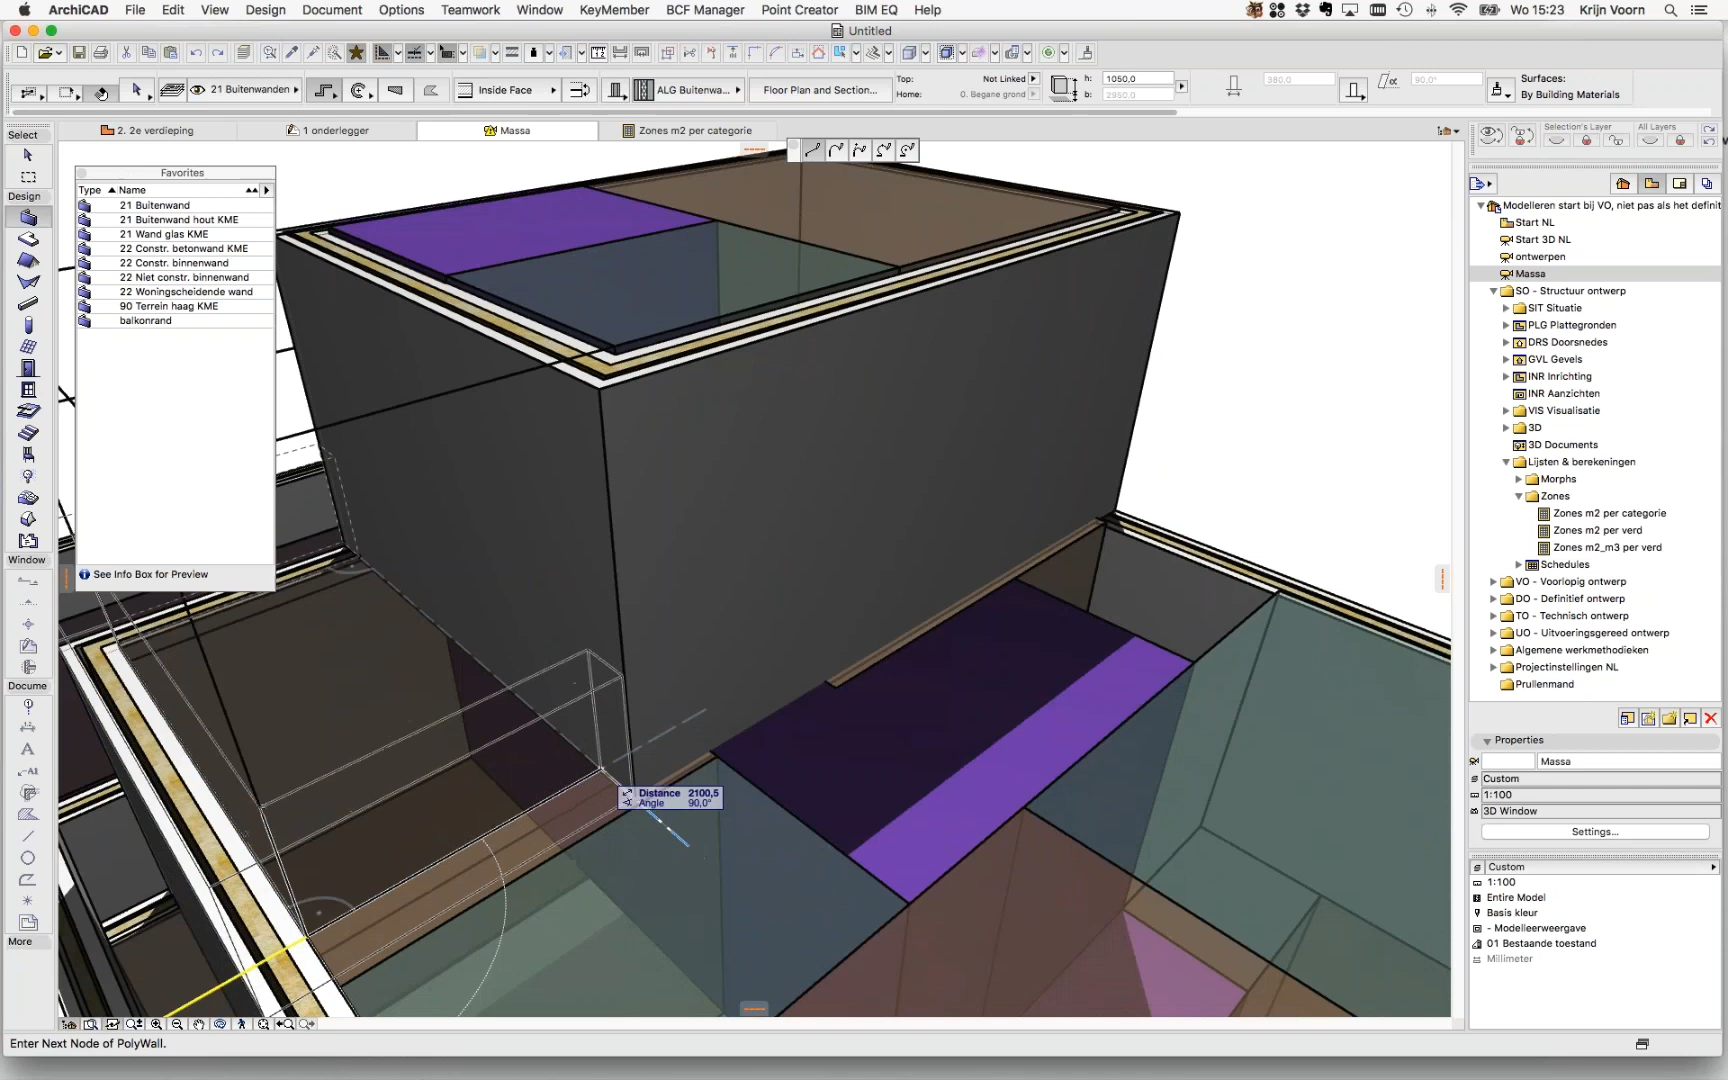 ArchiCAD File Edit View Design Document Options Teamwork Window KeyMember BCF Manager Point Creator BIM EQ Help
Wo 15:23 Krijn Voorn
Untitled
21 Buitenwanden
Inside Face
ALG Buitenwa...
Floor Plan and Section...
Top: Not Linked
Home: 0. Begane grond
h: 1050,0
b: 2950,0
380,0
α 90,0°
Surfaces:
By Building Materials
2. 2e verdieping
1 onderlegger
Massa
Zones m2 per categorie
Selection's Layer
All Layers
Select
Design
Window
Docume
More
Favorites
Type Name
21 Buitenwand
21 Buitenwand hout KME
21 Wand glas KME
22 Constr. betonwand KME
22 Constr. binnenwand
22 Niet constr. binnenwand
22 Woningscheidende wand
90 Terrein haag KME
balkonrand
See Info Box for Preview
Distance 2100,5
Angle 90,0°
Modelleren start bij VO, niet pas als het definit
Start NL
Start 3D NL
ontwerpen
Massa
SO - Structuur ontwerp
SIT Situatie
PLG Plattegronden
DRS Doorsnedes
GVL Gevels
INR Inrichting
INR Aanzichten
VIS Visualisatie
3D
3D Documents
Lijsten & berekeningen
Morphs
Zones
Zones m2 per categorie
Zones m2 per verd
Zones m2_m3 per verd
Schedules
VO - Voorlopig ontwerp
DO - Definitief ontwerp
TO - Technisch ontwerp
UO - Uitvoeringsgereed ontwerp
Algemene werkmethodieken
Projectinstellingen NL
Prullenmand
Properties
Massa
Custom
1:100
3D Window
Settings...
Custom
1:100
Entire Model
Basis kleur
- Modelleerweergave
01 Bestaande toestand
Millimeter
Enter Next Node of PolyWall.